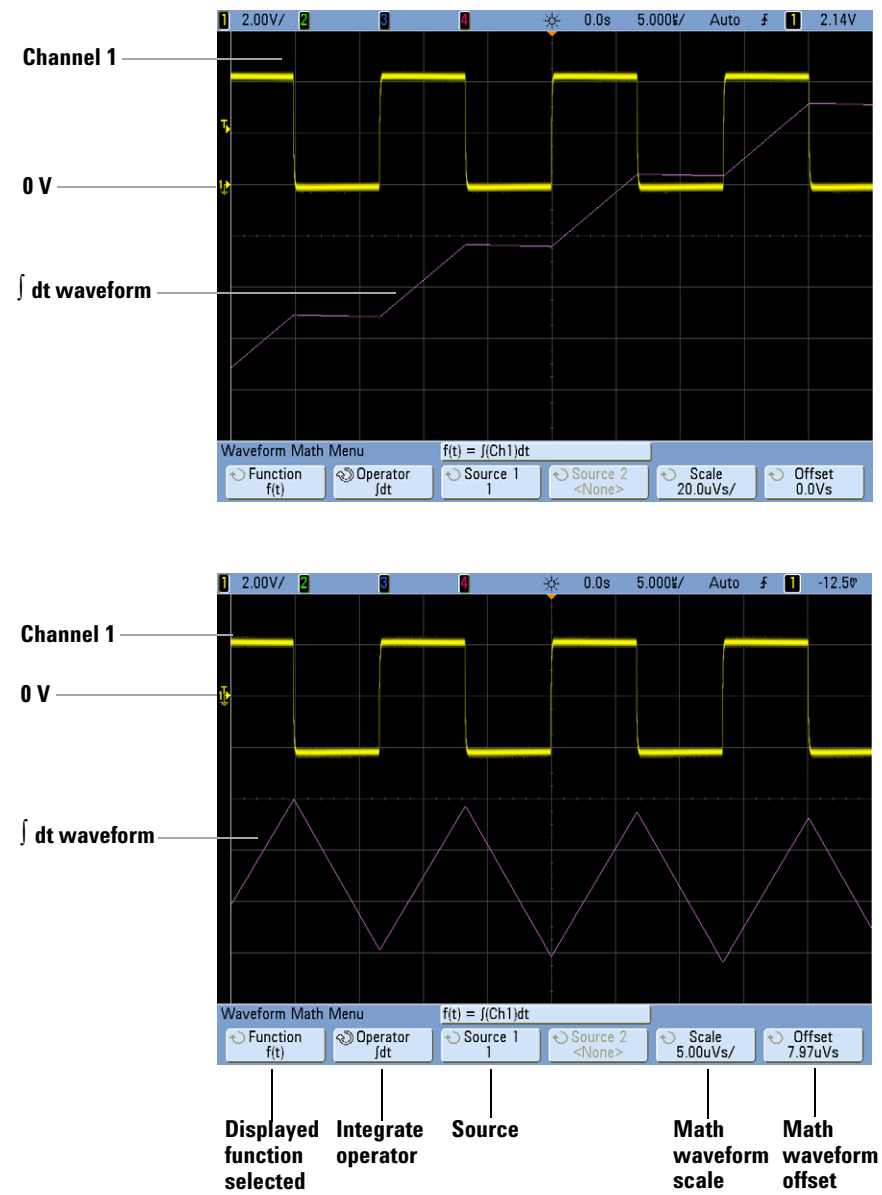 1 2.00V/ 2 3 4 0.0s 5.000㎲/ Auto 1 2.14V
Channel 1
T
0 V
1
∫ dt waveform
Waveform Math Menu f(t) = ∫(Ch1)dt
Function Operator Source 1 Source 2 Scale Offset
f(t) ∫dt 1 <None> 20.0uVs/ 0.0Vs
1 2.00V/ 2 3 4 0.0s 5.000㎲/ Auto 1 -12.5㎷
Channel 1
0 V
T
1
∫ dt waveform
Waveform Math Menu f(t) = ∫(Ch1)dt
Function Operator Source 1 Source 2 Scale Offset
f(t) ∫dt 1 <None> 5.00uVs/ 7.97uVs
Displayed Integrate Source Math Math
function operator waveform waveform
selected scale offset